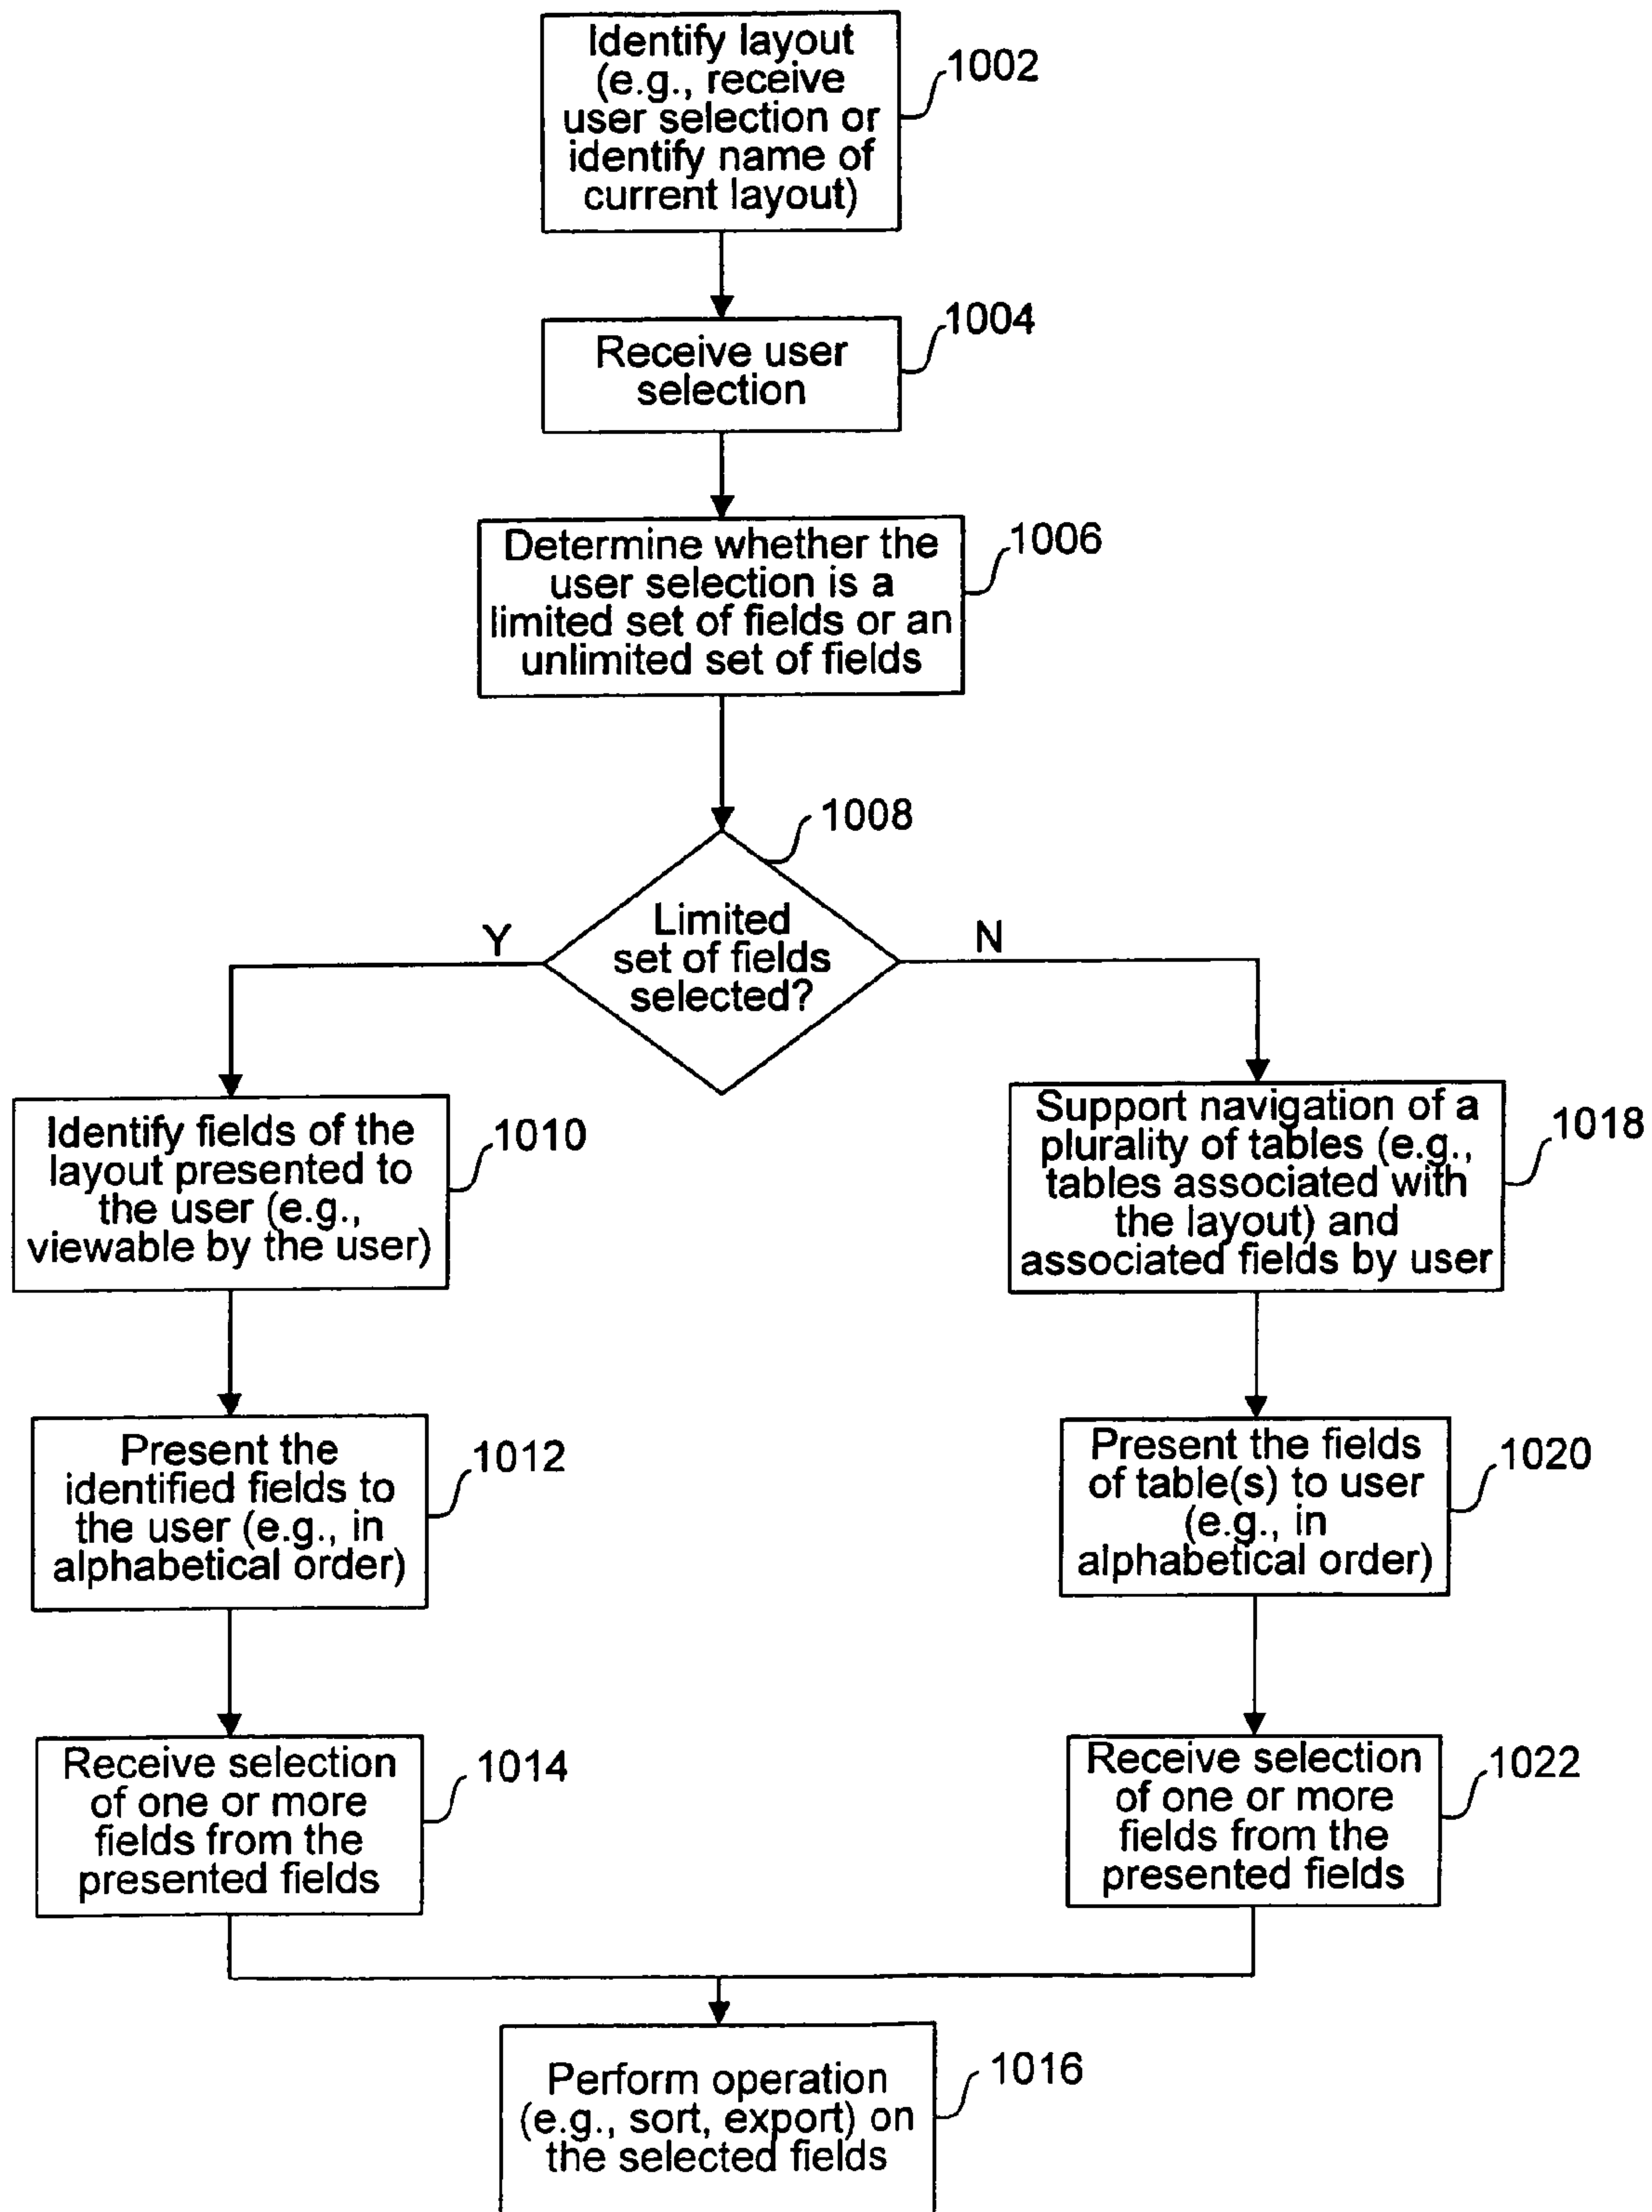 Identify layout
(e.g., receive
user selection or
identify name of
current layout)
1002
Receive user
selection
1004
Determine whether the
user selection is a
limited set of fields or an
unlimited set of fields
1006
1008
Limited
set of fields
selected?
Y
N
Identify fields of the
layout presented to
the user (e.g.,
viewable by the user)
1010
Support navigation of a
plurality of tables (e.g.,
tables associated with
the layout) and
associated fields by user
1018
Present the
identified fields to
the user (e.g., in
alphabetical order)
1012
Present the fields
of table(s) to user
(e.g., in
alphabetical order)
1020
Receive selection
of one or more
fields from the
presented fields
1014
Receive selection
of one or more
fields from the
presented fields
1022
Perform operation
(e.g., sort, export) on
the selected fields
1016